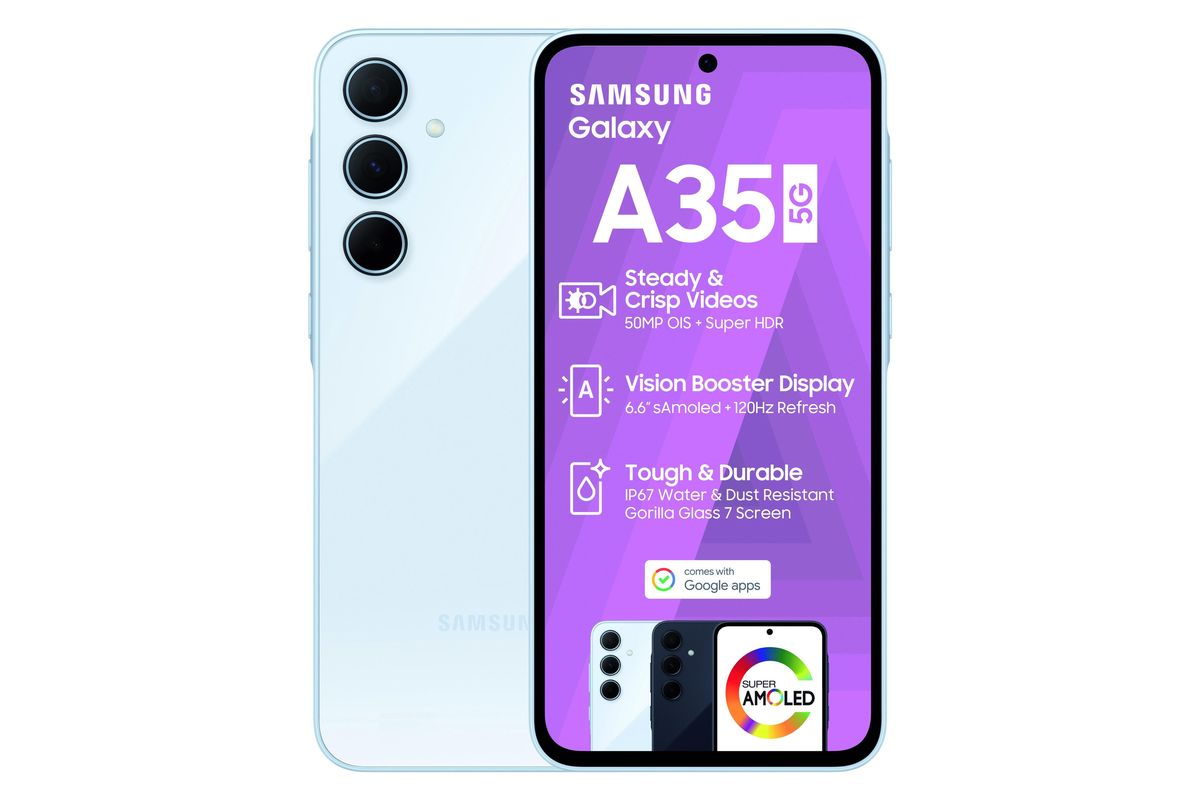 SAMSUNG
Galaxy
A35 5G
Steady &
Crisp Videos
50MP OIS + Super HDR
A
Vision Booster Display
6.6" sAmoled + 120Hz Refresh
Tough & Durable
IP67 Water & Dust Resistant
Gorilla Glass 7 Screen
comes with
Google apps
SAMSUN
SUPER
AMOLED